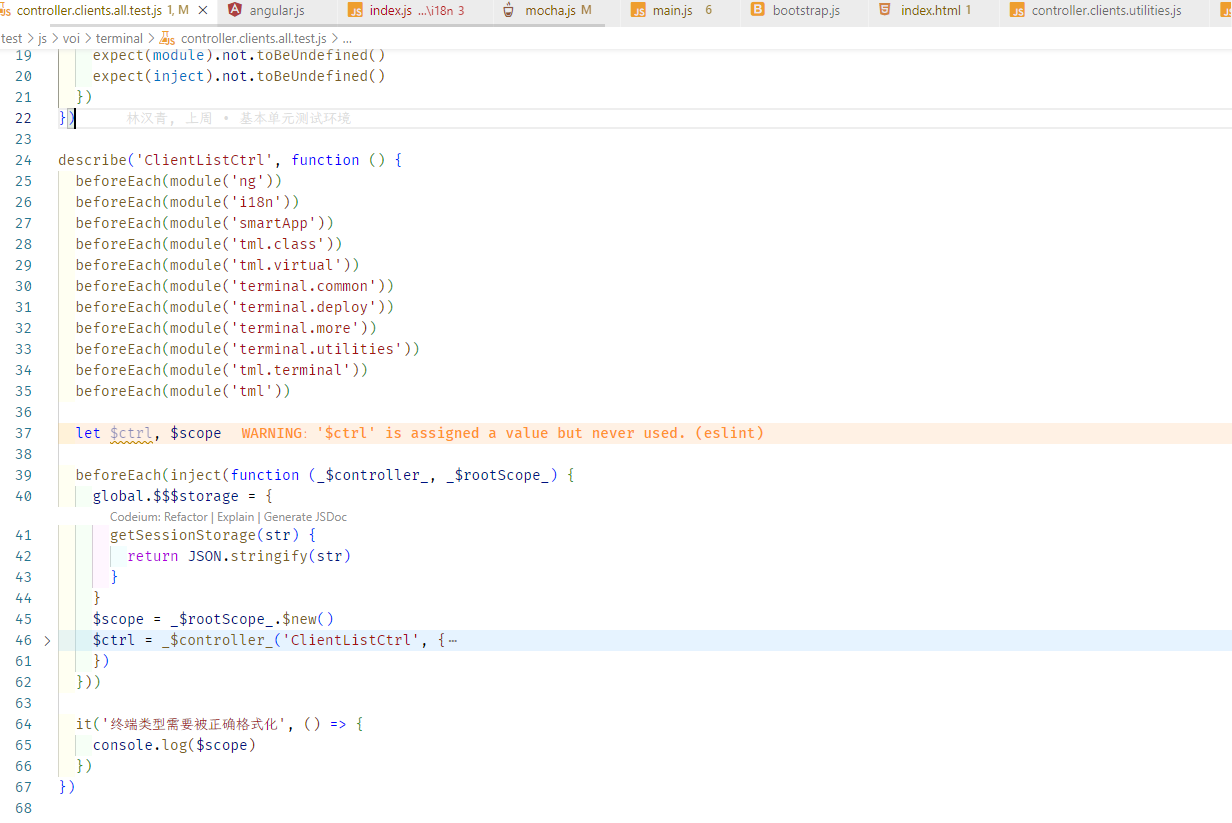 controller.clients.all.test.js 1, M
angular.js
index.js ...\i18n 3
mocha.js M
main.js 6
bootstrap.js
index.html 1
controller.clients.utilities.js
test > js > voi > terminal > controller.clients.all.test.js > ...
19 expect(module).not.toBeUndefined()
20 expect(inject).not.toBeUndefined()
21 })
22 }) 林汉青, 上周 • 基本单元测试环境
23
24 describe('ClientListCtrl', function () {
25 beforeEach(module('ng'))
26 beforeEach(module('i18n'))
27 beforeEach(module('smartApp'))
28 beforeEach(module('tml.class'))
29 beforeEach(module('tml.virtual'))
30 beforeEach(module('terminal.common'))
31 beforeEach(module('terminal.deploy'))
32 beforeEach(module('terminal.more'))
33 beforeEach(module('terminal.utilities'))
34 beforeEach(module('tml.terminal'))
35 beforeEach(module('tml'))
36
37 let $ctrl, $scope WARNING: '$ctrl' is assigned a value but never used. (eslint)
38
39 beforeEach(inject(function (_$controller_, _$rootScope_) {
40 global.$$$storage = {
Codeium: Refactor | Explain | Generate JSDoc
41 getSessionStorage(str) {
42 return JSON.stringify(str)
43 }
44 }
45 $scope = _$rootScope_.$new()
46 > $ctrl = _$controller_('ClientListCtrl', {⋯
61 })
62 }))
63
64 it('终端类型需要被正确格式化', () => {
65 console.log($scope)
66 })
67 })
68